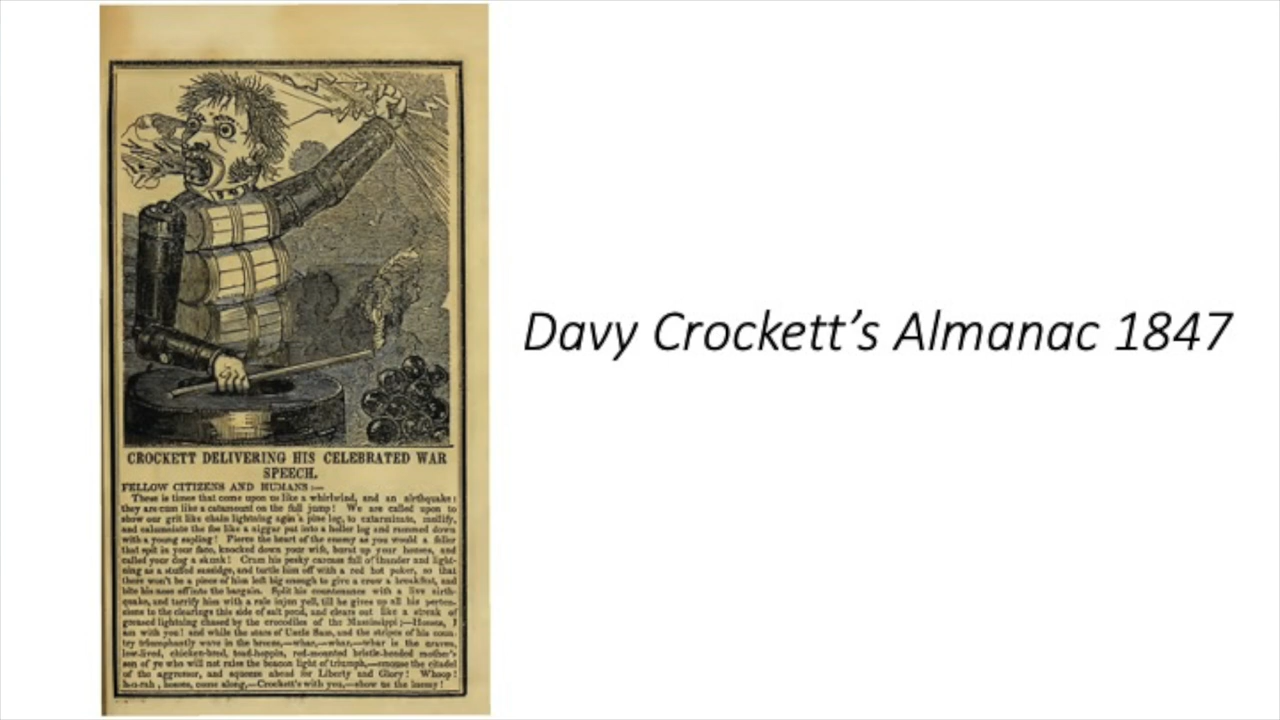 CROCKETT DELIVERING HIS CELEBRATED WAR
SPEECH.
FELLOW CITIZENS AND HUMANS :—
These is times that come upon us like a whirlwind, and an airthquake:
they are cum like a catamount on the full jump! We are called upon to
show our grit like chain lightning agin a pine log, to extarminate, mollify,
and calumniate the foe like a niggar put into a holler log and rammed down
with a young sapling! Pierce the heart of the enemy as you would a feller
that spit in your face, knocked down your wife, burnt up your houses, and
called your dog a skunk! Cram his pesky carcass full of thunder and light-
ning as a stuffed sassidge, and turtle him off with a red hot poker, so that
there won't be a piece of him left big enough to give a crow a breakfast, and
bite his nose off into the bargain. Split his countenance with a live airth-
quake, and tarrify him with a rale injen yell, till he gives up all his
cions to the clearings this side of salt pond, and clears out like a streak of
greased lightning chased by the crocodiles of the Massissippi;—Hosses, I
am with you! and while the stars of Uncle Sam, and the stripes of his coun-
try triumphantly wave in the breeze,—whar,—whar,—whar is the craven,
low-lived, chicken-bred, toad-hoppin, red-mounted bristle-headed mother's
son of ye who will not raise the beacon light of triumph,—smouse the citadel
of the aggressor, and squeeze ahead for Liberty and Glory! Whoop!
h-o-rah, hosses, come along,—Crockett's with you,—show us the enemy!
Davy Crockett’s Almanac 1847